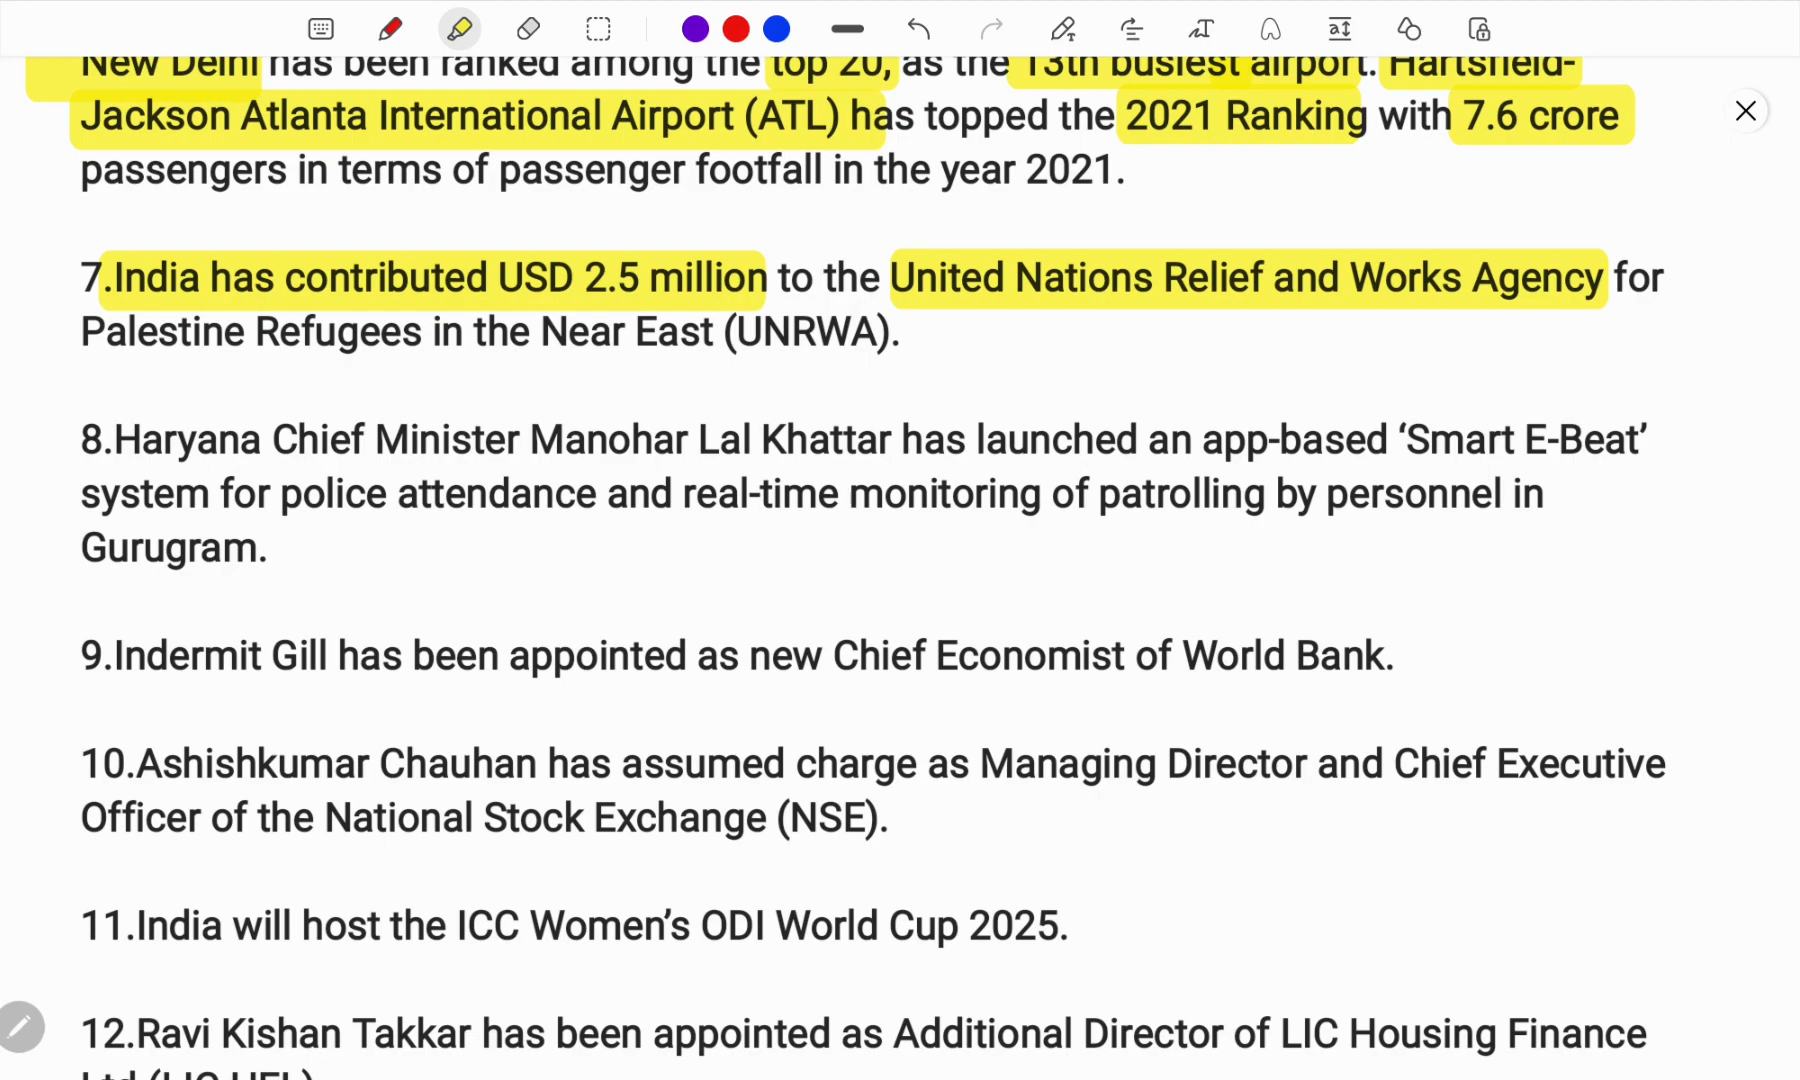 New Delhi has been ranked among the top 20, as the 13th busiest airport. Hartsfield-
Jackson Atlanta International Airport (ATL) has topped the 2021 Ranking with 7.6 crore
passengers in terms of passenger footfall in the year 2021.
7.India has contributed USD 2.5 million to the United Nations Relief and Works Agency for
Palestine Refugees in the Near East (UNRWA).
8.Haryana Chief Minister Manohar Lal Khattar has launched an app-based ‘Smart E-Beat’
system for police attendance and real-time monitoring of patrolling by personnel in
Gurugram.
9.Indermit Gill has been appointed as new Chief Economist of World Bank.
10.Ashishkumar Chauhan has assumed charge as Managing Director and Chief Executive
Officer of the National Stock Exchange (NSE).
11.India will host the ICC Women’s ODI World Cup 2025.
12.Ravi Kishan Takkar has been appointed as Additional Director of LIC Housing Finance
Ltd (LIC HFL)